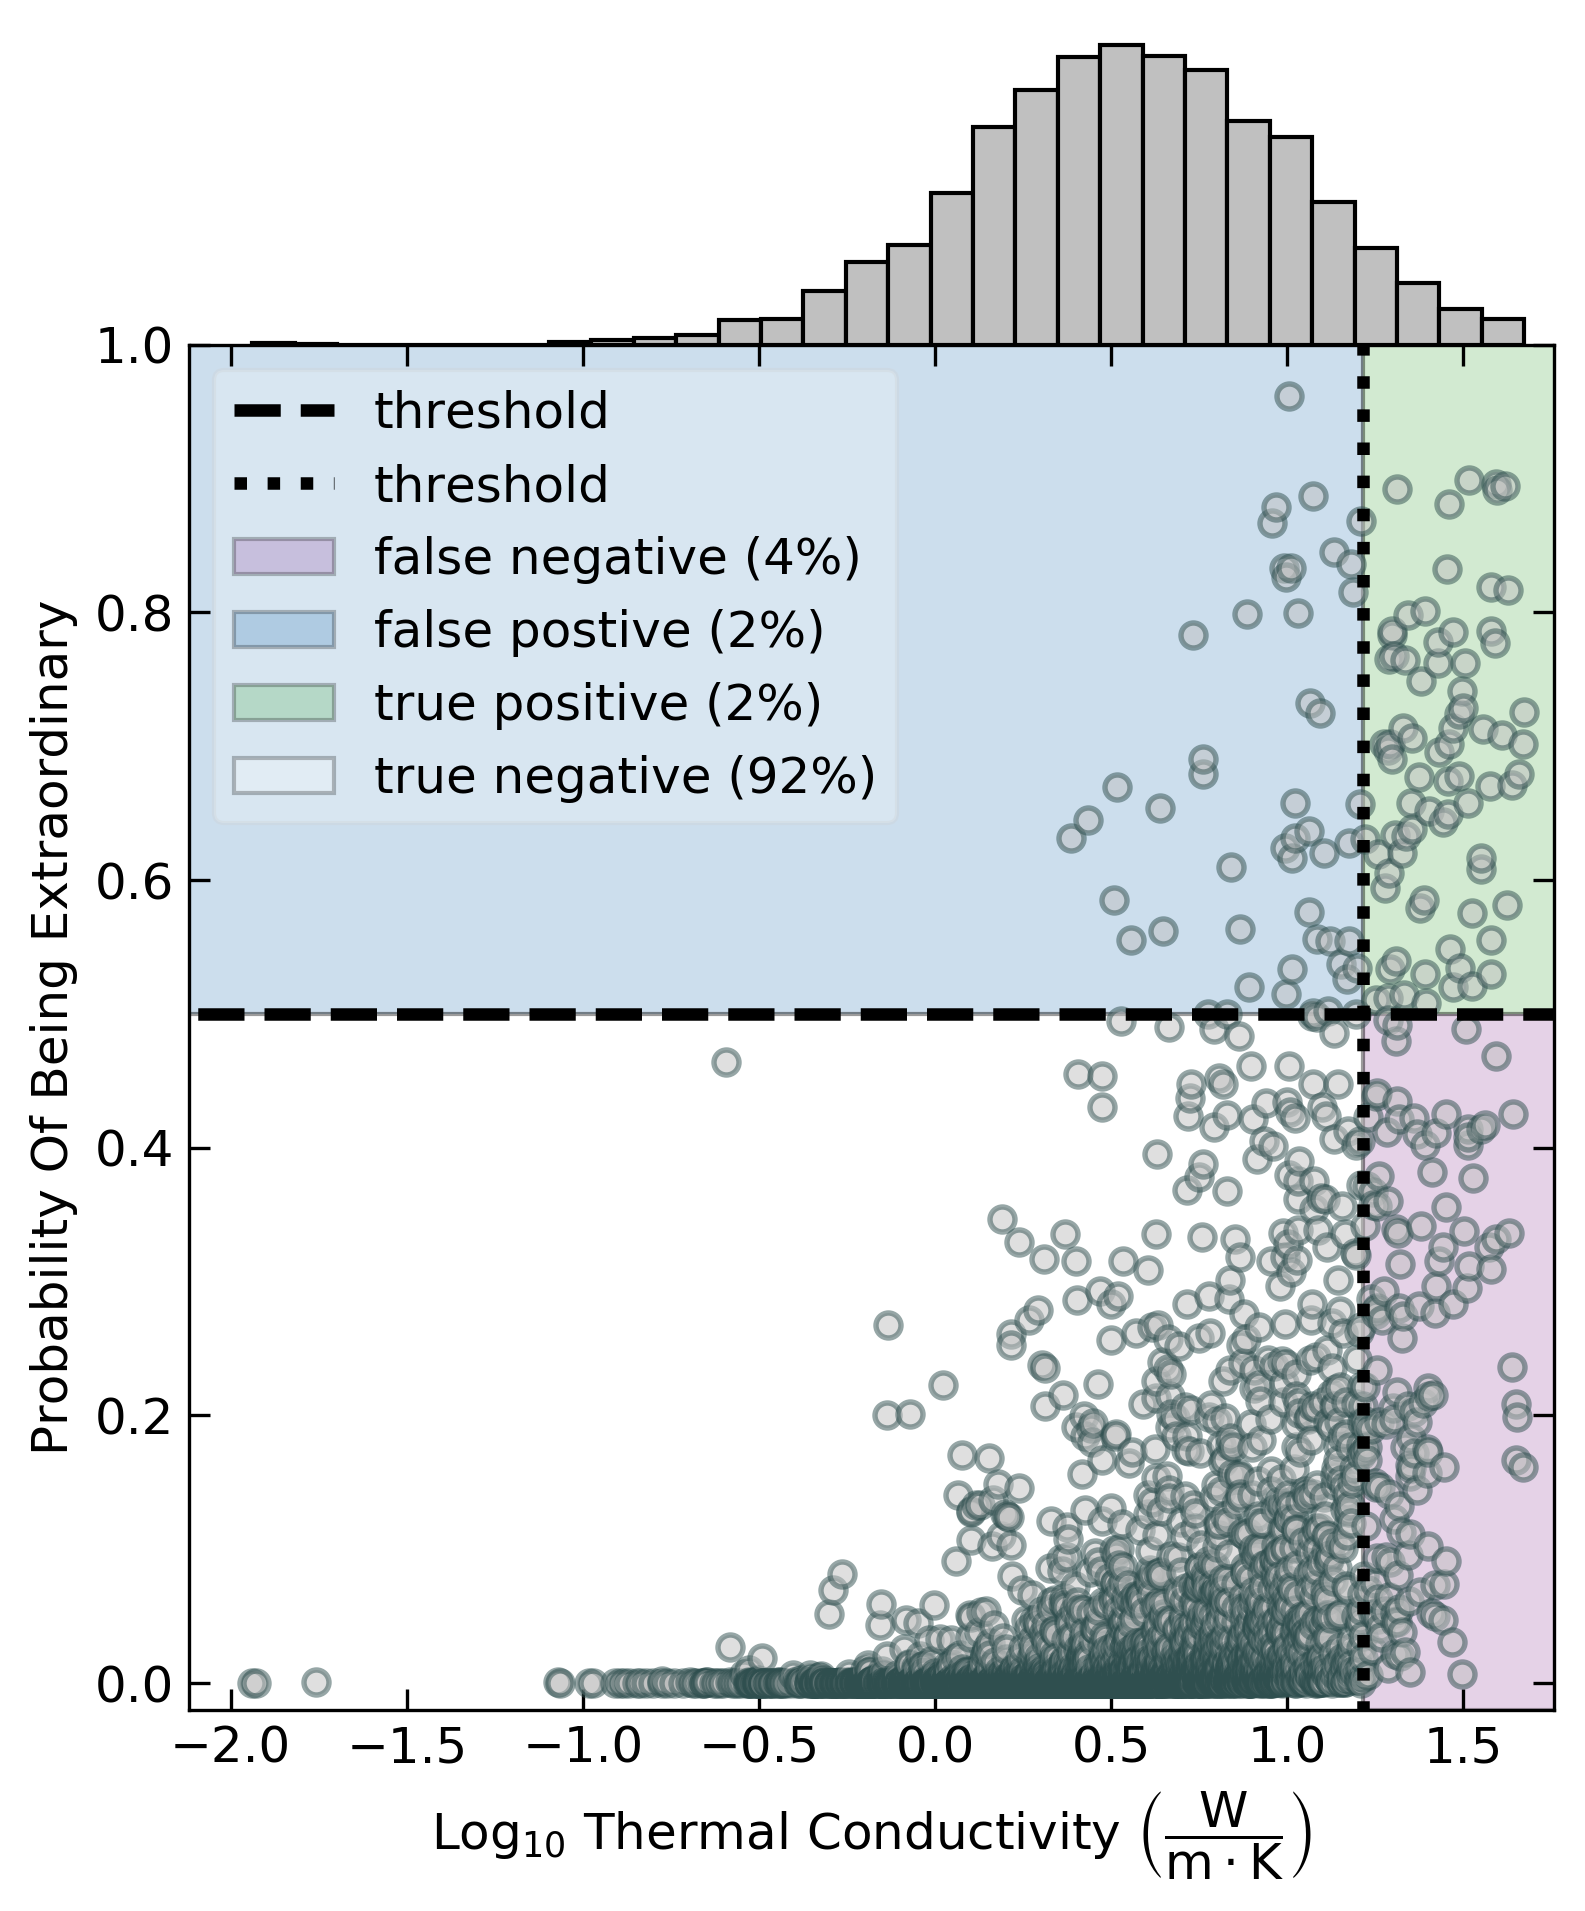 1.0
0.8
0.6
0.4
0.2
0.0
Probability Of Being Extraordinary
threshold
threshold
false negative (4%)
false postive (2%)
true positive (2%)
true negative (92%)
−2.0 −1.5 −1.0 −0.5 0.0 0.5 1.0 1.5
Log₁₀ Thermal Conductivity (W / m · K)